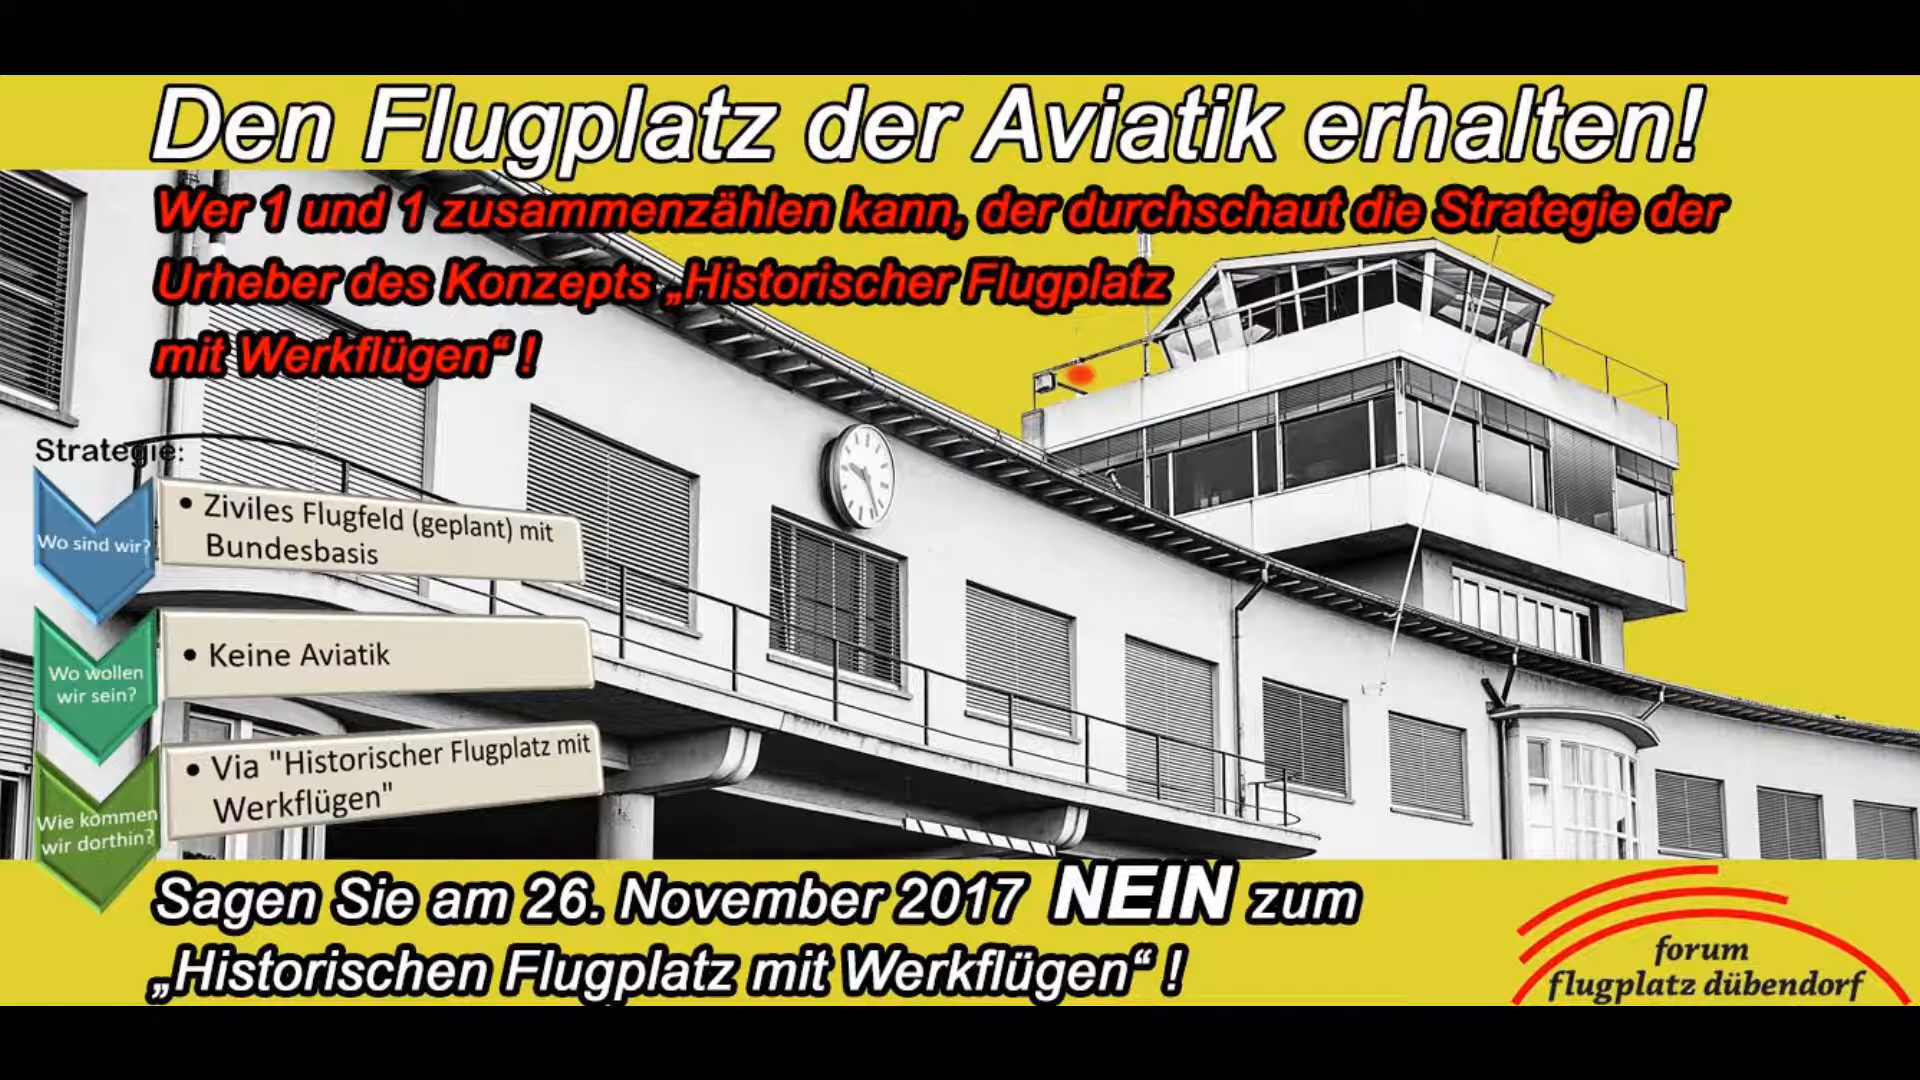 Den Flugplatz der Aviatik erhalten!
Wer 1 und 1 zusammenzählen kann, der durchschaut die Strategie der
Urheber des Konzepts „Historischer Flugplatz
mit Werkflügen“ !
Strategie:
Wo sind wir?
• Ziviles Flugfeld (geplant) mit
Bundesbasis
Wo wollen
wir sein?
• Keine Aviatik
Wie kommen
wir dorthin?
• Via "Historischer Flugplatz mit
Werkflügen"
Sagen Sie am 26. November 2017 NEIN zum
„Historischen Flugplatz mit Werkflügen“ !
forum
flugplatz dübendorf